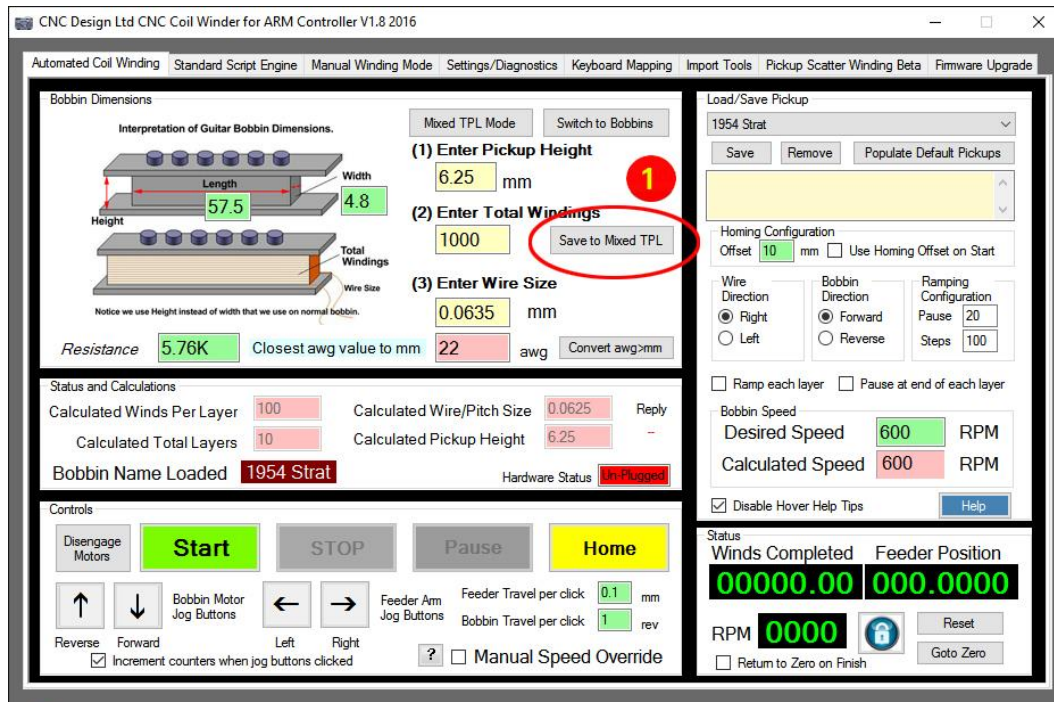 CNC Design Ltd CNC Coil Winder for ARM Controller V1.8 2016
Automated Coil Winding Standard Script Engine Manual Winding Mode Settings/Diagnostics Keyboard Mapping Import Tools Pickup Scatter Winding Beta Firmware Upgrade
Bobbin Dimensions
Interpretation of Guitar Bobbin Dimensions.
Length
57.5
Width
4.8
Height
Total
Windings
Wire Size
Notice we use Height instead of width that we use on normal bobbin.
Mixed TPL Mode Switch to Bobbins
(1) Enter Pickup Height
6.25 mm
1
(2) Enter Total Windings
1000 Save to Mixed TPL
(3) Enter Wire Size
0.0635 mm
Resistance 5.76K Closest awg value to mm 22 awg Convert awg>mm
Status and Calculations
Calculated Winds Per Layer 100 Calculated Wire/Pitch Size 0.0625 Reply
Calculated Total Layers 10 Calculated Pickup Height 6.25 --
Bobbin Name Loaded 1954 Strat Hardware Status Un-Plugged
Controls
Disengage
Motors
Start STOP Pause Home
↑ ↓ Bobbin Motor
Jog Buttons
← → Feeder Arm
Jog Buttons
Reverse Forward Left Right
Feeder Travel per click 0.1 mm
Bobbin Travel per click 1 rev
Increment counters when jog buttons clicked
? Manual Speed Override
Load/Save Pickup
1954 Strat
Save Remove Populate Default Pickups
Homing Configuration
Offset 10 mm Use Homing Offset on Start
Wire
Direction
Right
Left
Bobbin
Direction
Forward
Reverse
Ramping
Configuration
Pause 20
Steps 100
Ramp each layer Pause at end of each layer
Bobbin Speed
Desired Speed 600 RPM
Calculated Speed 600 RPM
Disable Hover Help Tips Help
Status
Winds Completed Feeder Position
00000.00 000.0000
RPM 0000 Reset
Return to Zero on Finish Goto Zero